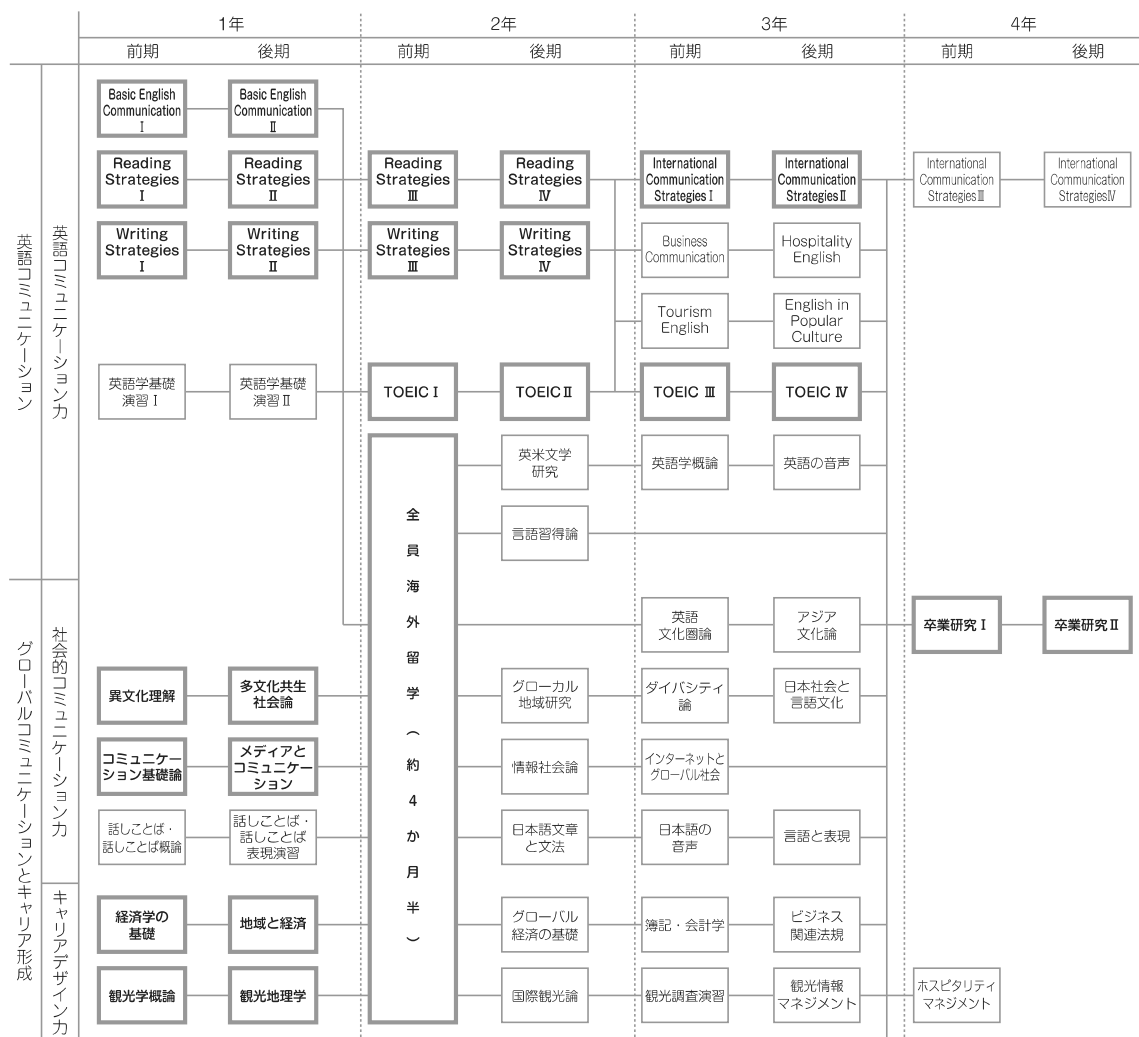 1年
2年
3年
4年
前期
後期
前期
後期
前期
後期
前期
後期
英語コミュニケーション
英語コミュニケーション力
Basic English
Communication
Ⅰ
Basic English
Communication
Ⅱ
Reading
Strategies
Ⅰ
Reading
Strategies
Ⅱ
Reading
Strategies
Ⅲ
Reading
Strategies
Ⅳ
International
Communication
StrategiesⅠ
International
Communication
StrategiesⅡ
International
Communication
StrategiesⅢ
International
Communication
StrategiesⅣ
Writing
Strategies
Ⅰ
Writing
Strategies
Ⅱ
Writing
Strategies
Ⅲ
Writing
Strategies
Ⅳ
Business
Communication
Hospitality
English
Tourism
English
English in
Popular
Culture
英語学基礎
演習Ⅰ
英語学基礎
演習Ⅱ
TOEICⅠ
TOEICⅡ
TOEIC Ⅲ
TOEIC Ⅳ
全員海外留学（約4か月半）
英米文学
研究
英語学概論
英語の音声
言語習得論
グローバルコミュニケーションとキャリア形成
社会的コミュニケーション力
英語
文化圏論
アジア
文化論
卒業研究Ⅰ
卒業研究Ⅱ
異文化理解
多文化共生
社会論
グローカル
地域研究
ダイバシティ
論
日本社会と
言語文化
コミュニケー
ション基礎論
メディアと
コミュニケー
ション
情報社会論
インターネットと
グローバル社会
話しことば・
話しことば概論
話しことば・
話しことば
表現演習
日本語文章
と文法
日本語の
音声
言語と表現
キャリアデザイン力
経済学の
基礎
地域と経済
グローバル
経済の基礎
簿記・会計学
ビジネス
関連法規
観光学概論
観光地理学
国際観光論
観光調査演習
観光情報
マネジメント
ホスピタリティ
マネジメント